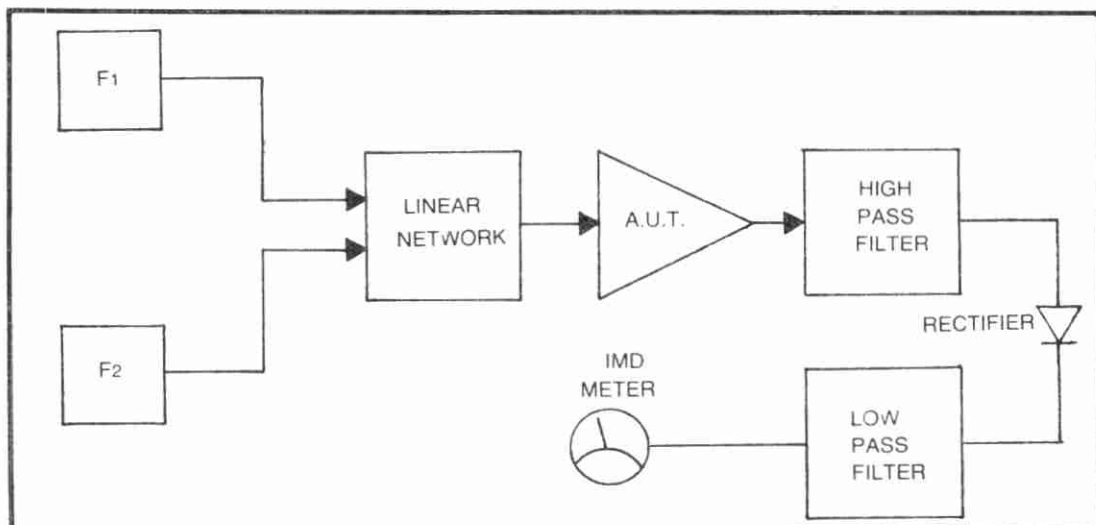 F1
LINEAR
NETWORK
A.U.T.
HIGH
PASS
FILTER
RECTIFIER
F2
IMD
METER
LOW
PASS
FILTER